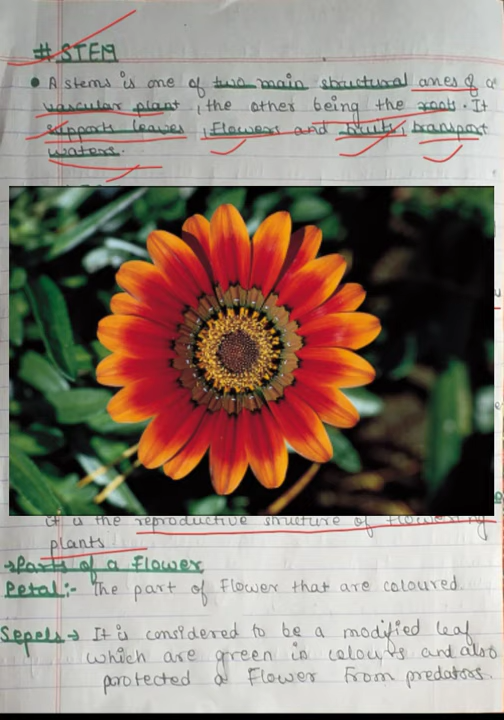 # STEM
• A stems is one of two main structural axes of a
vascular plant, the other being the roots. It
supports leaves, Flowers and fruits, transport
waters.
it is the reproductive structure of flowering
plants
→Parts of a Flower
Petal:- The part of Flower that are coloured.
Sepels→ It is considered to be a modified leaf
which are green in colours and also
protected a Flower from predators.